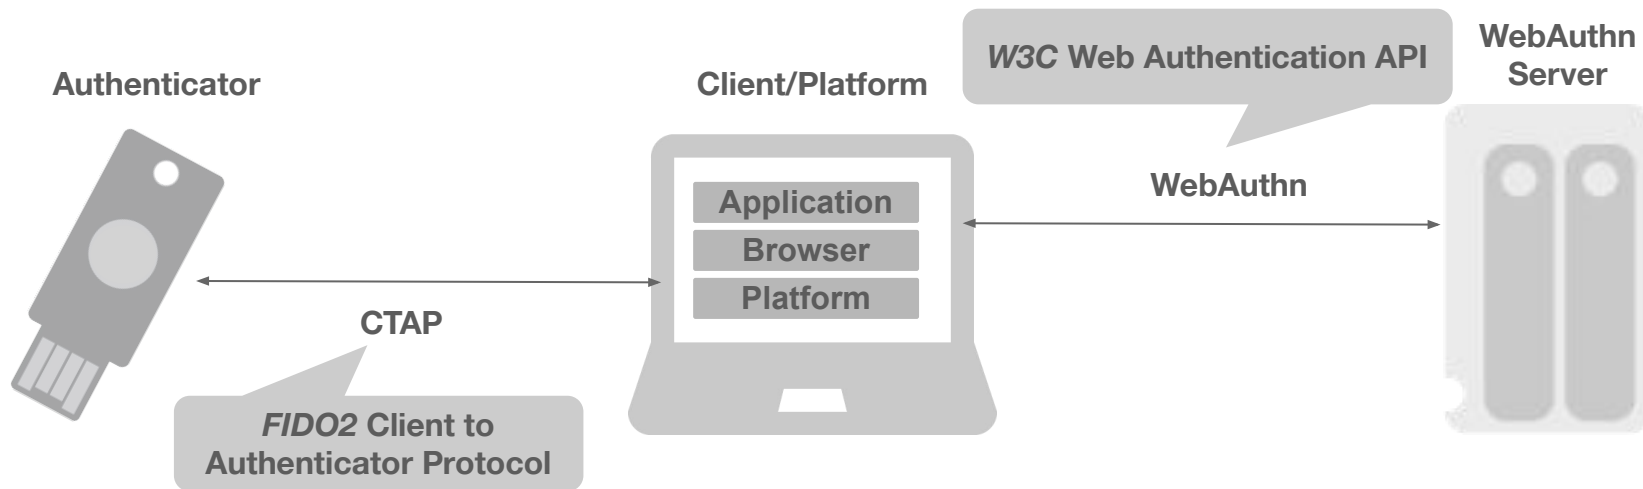 Authenticator
Client/Platform
W3C Web Authentication API
WebAuthn
Server
WebAuthn
Application
Browser
Platform
CTAP
FIDO2 Client to
Authenticator Protocol